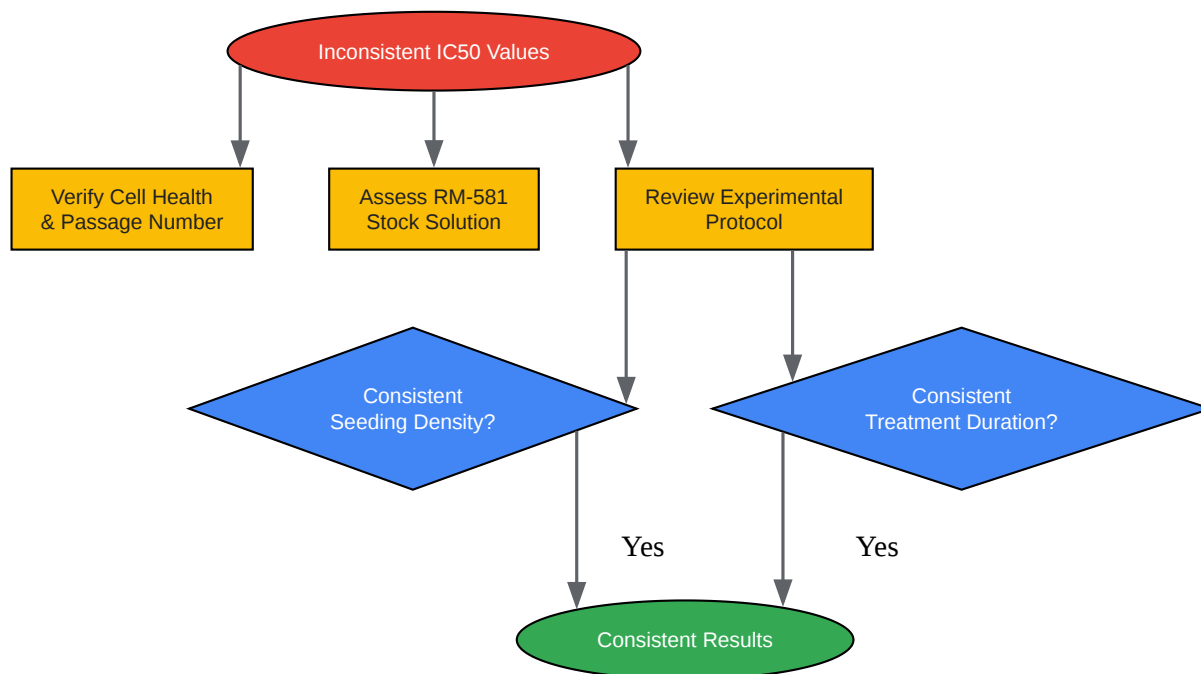 Inconsistent IC50 Values
Verify Cell Health
& Passage Number
Assess RM-581
Stock Solution
Review Experimental
Protocol
Consistent
Seeding Density?
Consistent
Treatment Duration?
Yes
Yes
Consistent Results